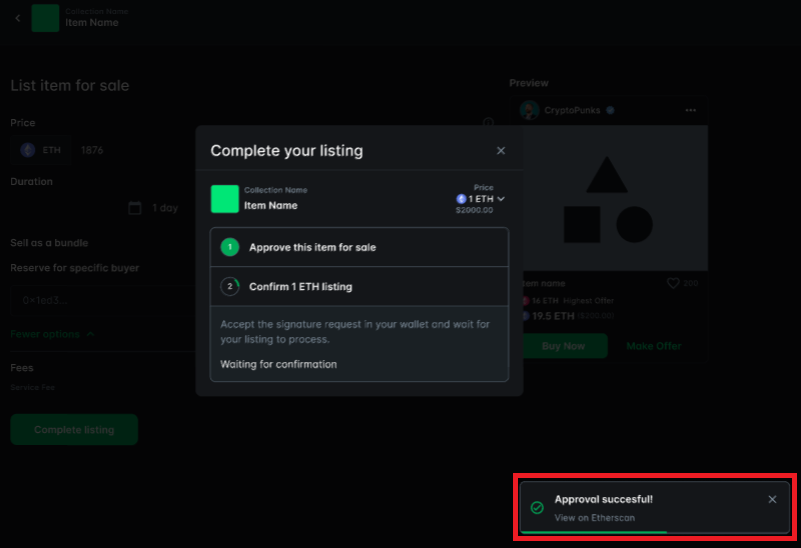 Collection Name
Item Name
List item for sale
Price
ETH
1876
Duration
1 day
Sell as a bundle
Reserve for specific buyer
0x1ed3...
Fewer options
Fees
Service Fee
Complete listing
Preview
CryptoPunks
Item name
200
16 ETH Highest Offer
19.5 ETH ($200.00)
Buy Now
Make Offer
Complete your listing
Collection Name
Item Name
Price
1 ETH
$2000.00
1
Approve this item for sale
2
Confirm 1 ETH listing
Accept the signature request in your wallet and wait for
your listing to process.
Waiting for confirmation
Approval succesful!
View on Etherscan